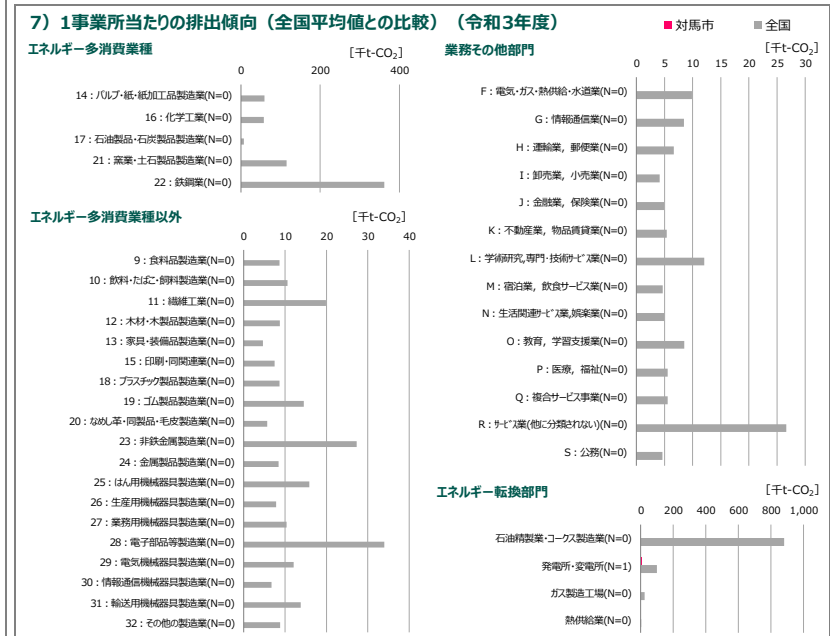 7）1事業所当たりの排出傾向（全国平均値との比較）（令和3年度）
■対馬市 ■全国
エネルギー多消費業種
[千t-CO₂]
0 200 400
14：パルプ・紙・紙加工品製造業(N=0)
16：化学工業(N=0)
17：石油製品・石炭製品製造業(N=0)
21：窯業・土石製品製造業(N=0)
22：鉄鋼業(N=0)
エネルギー多消費業種以外
[千t-CO₂]
0 10 20 30 40
9：食料品製造業(N=0)
10：飲料・たばこ・飼料製造業(N=0)
11：繊維工業(N=0)
12：木材・木製品製造業(N=0)
13：家具・装備品製造業(N=0)
15：印刷・同関連業(N=0)
18：プラスチック製品製造業(N=0)
19：ゴム製品製造業(N=0)
20：なめし革・同製品・毛皮製造業(N=0)
23：非鉄金属製造業(N=0)
24：金属製品製造業(N=0)
25：はん用機械器具製造業(N=0)
26：生産用機械器具製造業(N=0)
27：業務用機械器具製造業(N=0)
28：電子部品等製造業(N=0)
29：電気機械器具製造業(N=0)
30：情報通信機械器具製造業(N=0)
31：輸送用機械器具製造業(N=0)
32：その他の製造業(N=0)
業務その他部門
[千t-CO₂]
0 5 10 15 20 25 30
F：電気・ガス・熱供給・水道業(N=0)
G：情報通信業(N=0)
H：運輸業，郵便業(N=0)
I：卸売業，小売業(N=0)
J：金融業，保険業(N=0)
K：不動産業，物品賃貸業(N=0)
L：学術研究,専門・技術ｻｰﾋﾞｽ業(N=0)
M：宿泊業，飲食サービス業(N=0)
N：生活関連ｻｰﾋﾞｽ業,娯楽業(N=0)
O：教育，学習支援業(N=0)
P：医療，福祉(N=0)
Q：複合サービス事業(N=0)
R：ｻｰﾋﾞｽ業(他に分類されない)(N=0)
S：公務(N=0)
エネルギー転換部門
[千t-CO₂]
0 200 400 600 800 1,000
石油精製業・コークス製造業(N=0)
発電所・変電所(N=1)
ガス製造工場(N=0)
熱供給業(N=0)